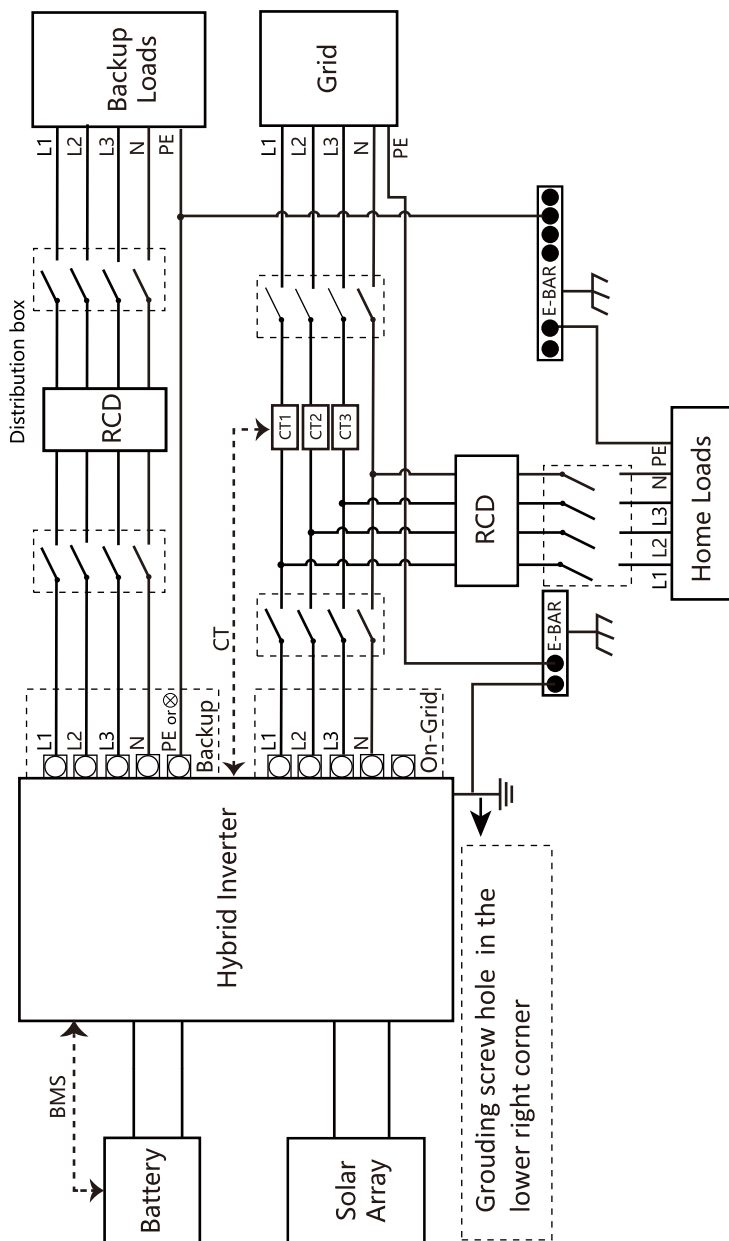 Backup
Loads
Grid
L1
L2
L3
N
PE
L1
L2
L3
N
PE
E-BAR
Distribution box
RCD
CT1
CT2
CT3
RCD
L1
L2
L3
N
PE
Home Loads
CT
E-BAR
L1
L2
L3
N
PE or
Backup
L1
L2
L3
N
On-Grid
Hybrid Inverter
Grouding screw hole in the
lower right corner
BMS
Battery
Solar
Array